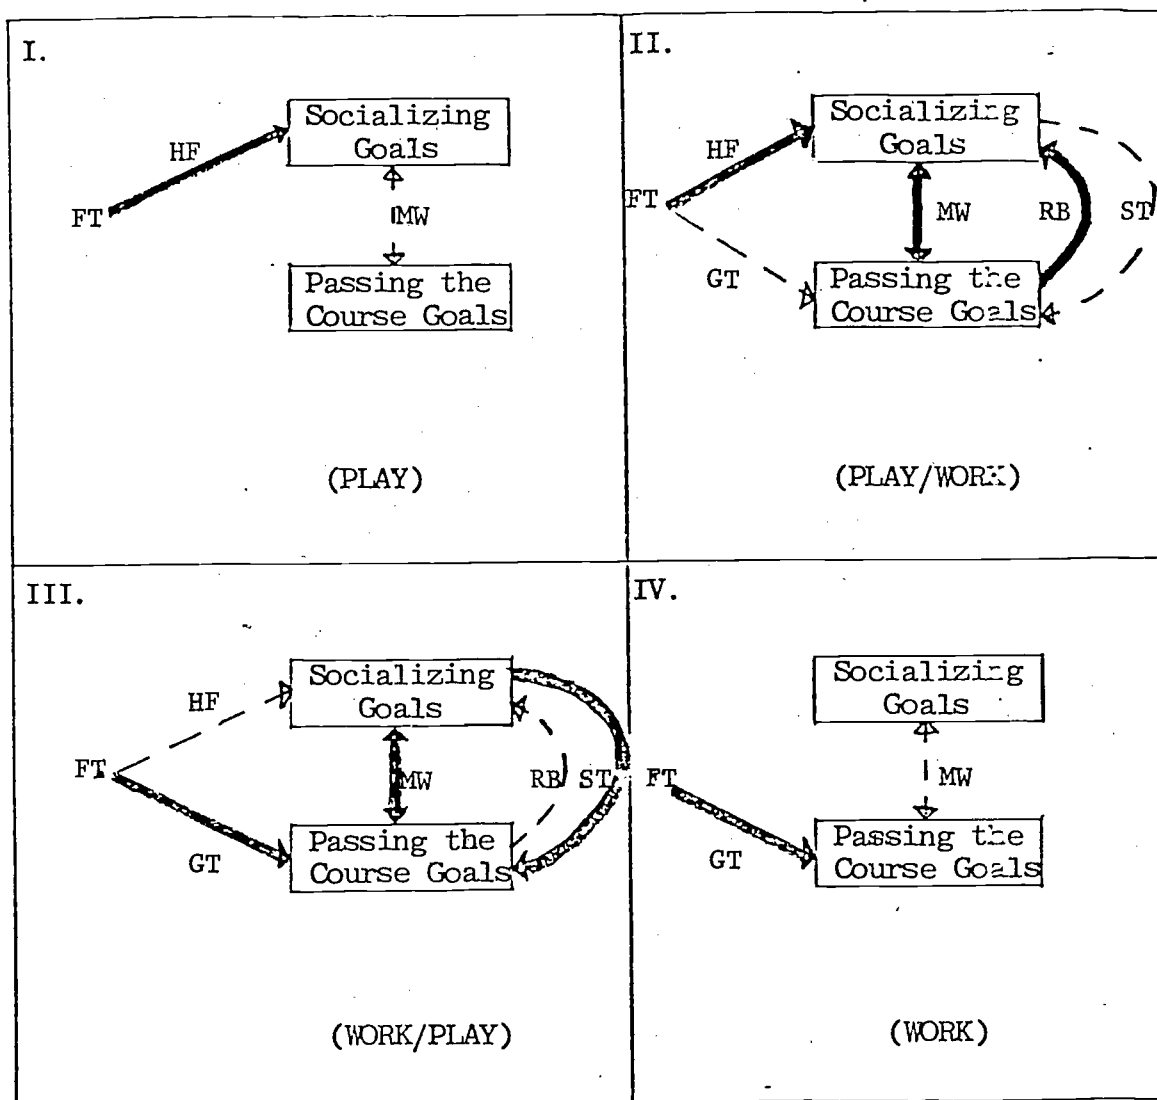 I.
Socializing
Goals
HF
FT
MW
Passing the
Course Goals
(PLAY)
II.
Socializing
Goals
HF
FT
MW
RB
ST
GT
Passing the
Course Goals
(PLAY/WORK)
III.
Socializing
Goals
HF
FT
MW
RB
ST
GT
Passing the
Course Goals
(WORK/PLAY)
IV.
Socializing
Goals
FT
MW
GT
Passing the
Course Goals
(WORK)